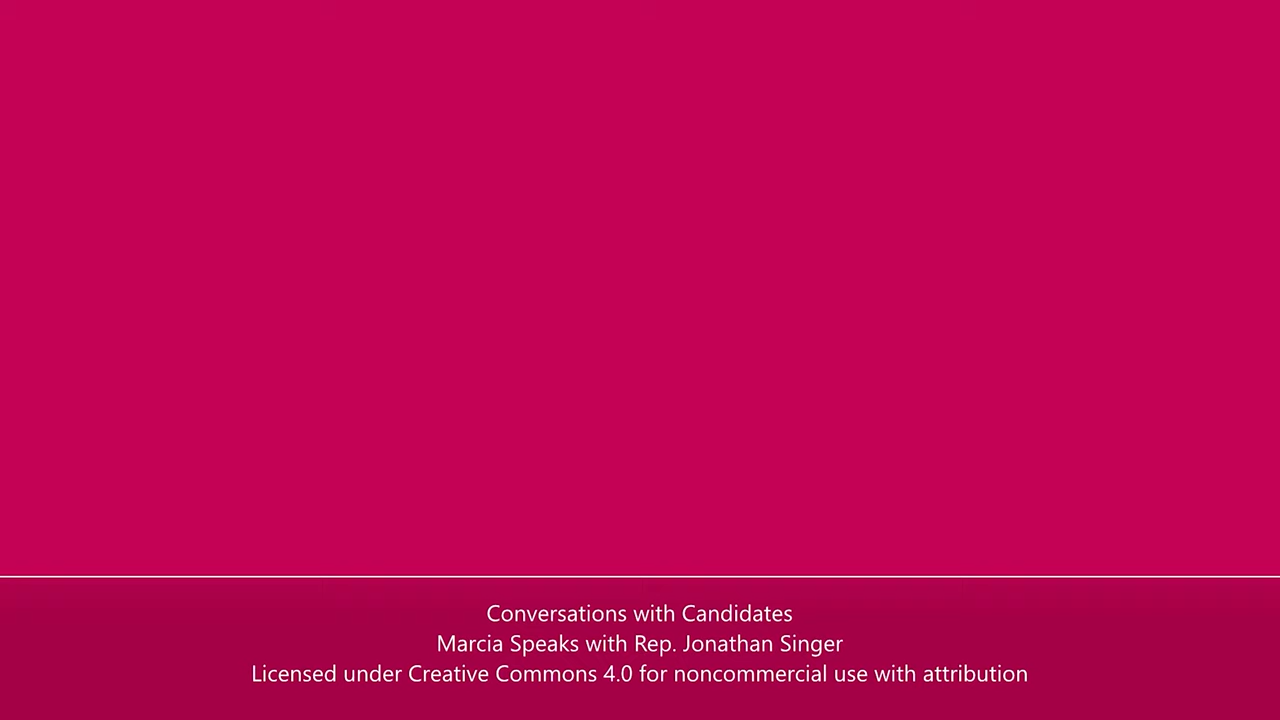 Conversations with Candidates
Marcia Speaks with Rep. Jonathan Singer
Licensed under Creative Commons 4.0 for noncommercial use with attribution